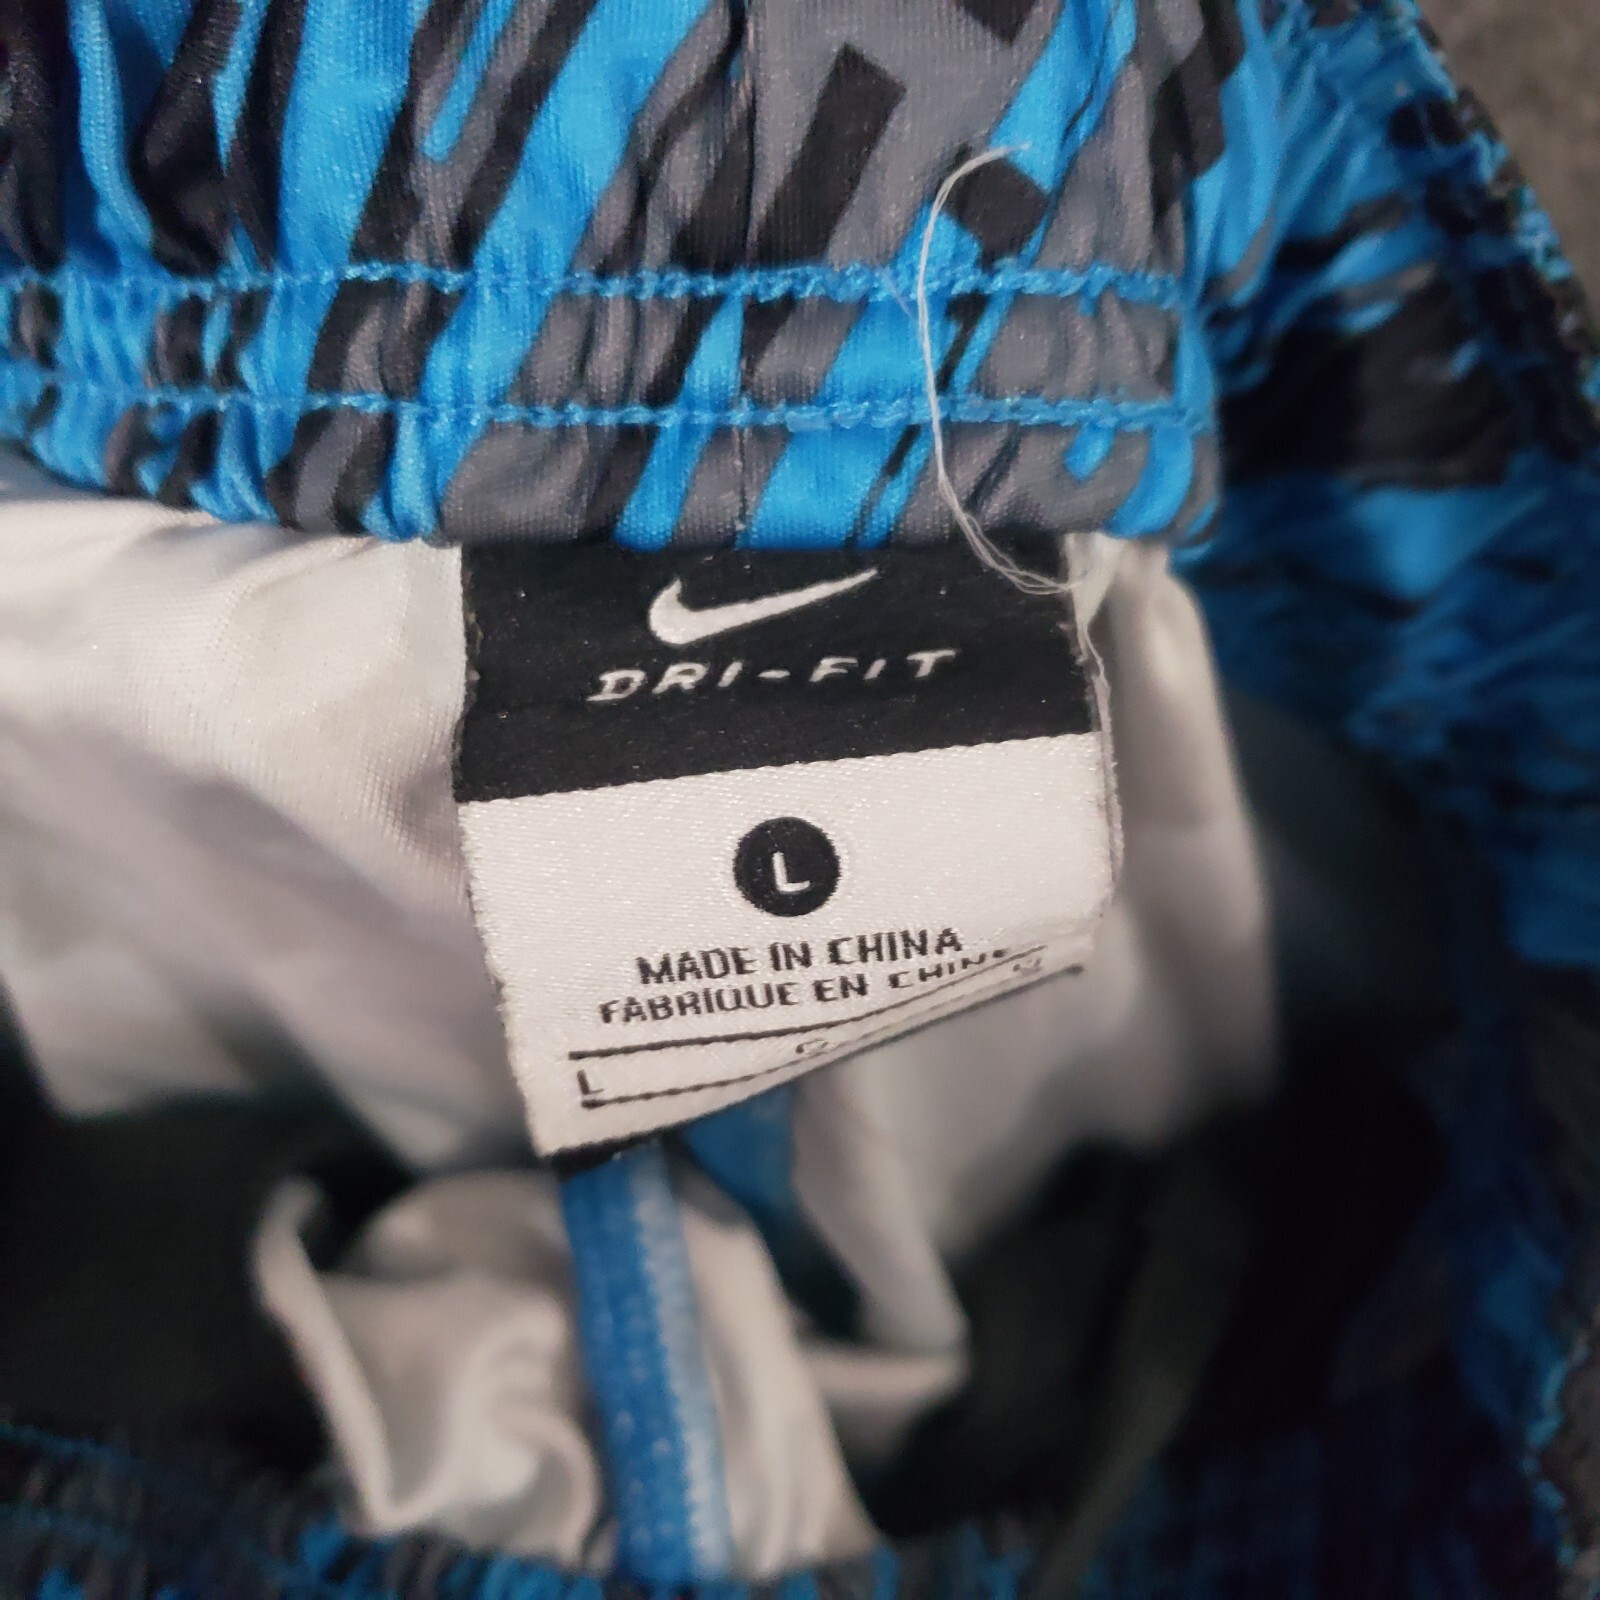 DRI-FIT
L
MADE IN CHINA
FABRIQUE EN CHINE
L G